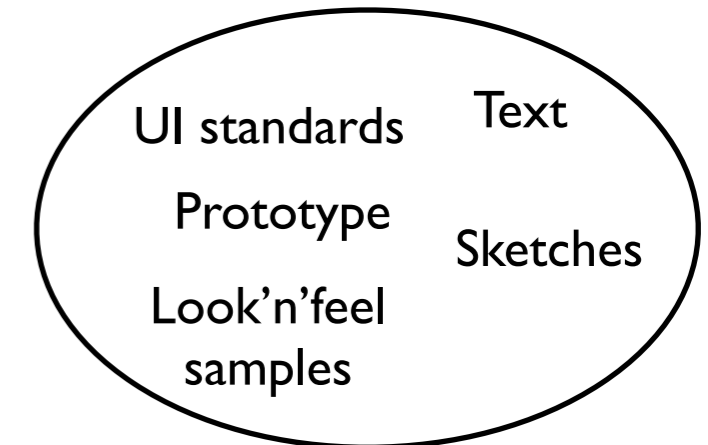 UI standards
Text
Prototype
Sketches
Look’n’feel
samples